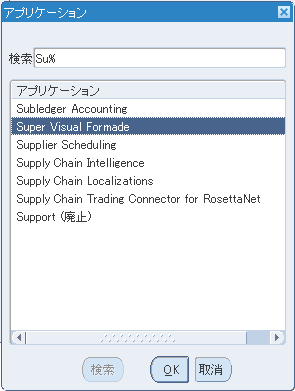 アプリケーション
検索 Su%
アプリケーション
Subledger Accounting
Super Visual Formade
Supplier Scheduling
Supply Chain Intelligence
Supply Chain Localizations
Supply Chain Trading Connector for RosettaNet
Support (廃止)
検索 OK 取消